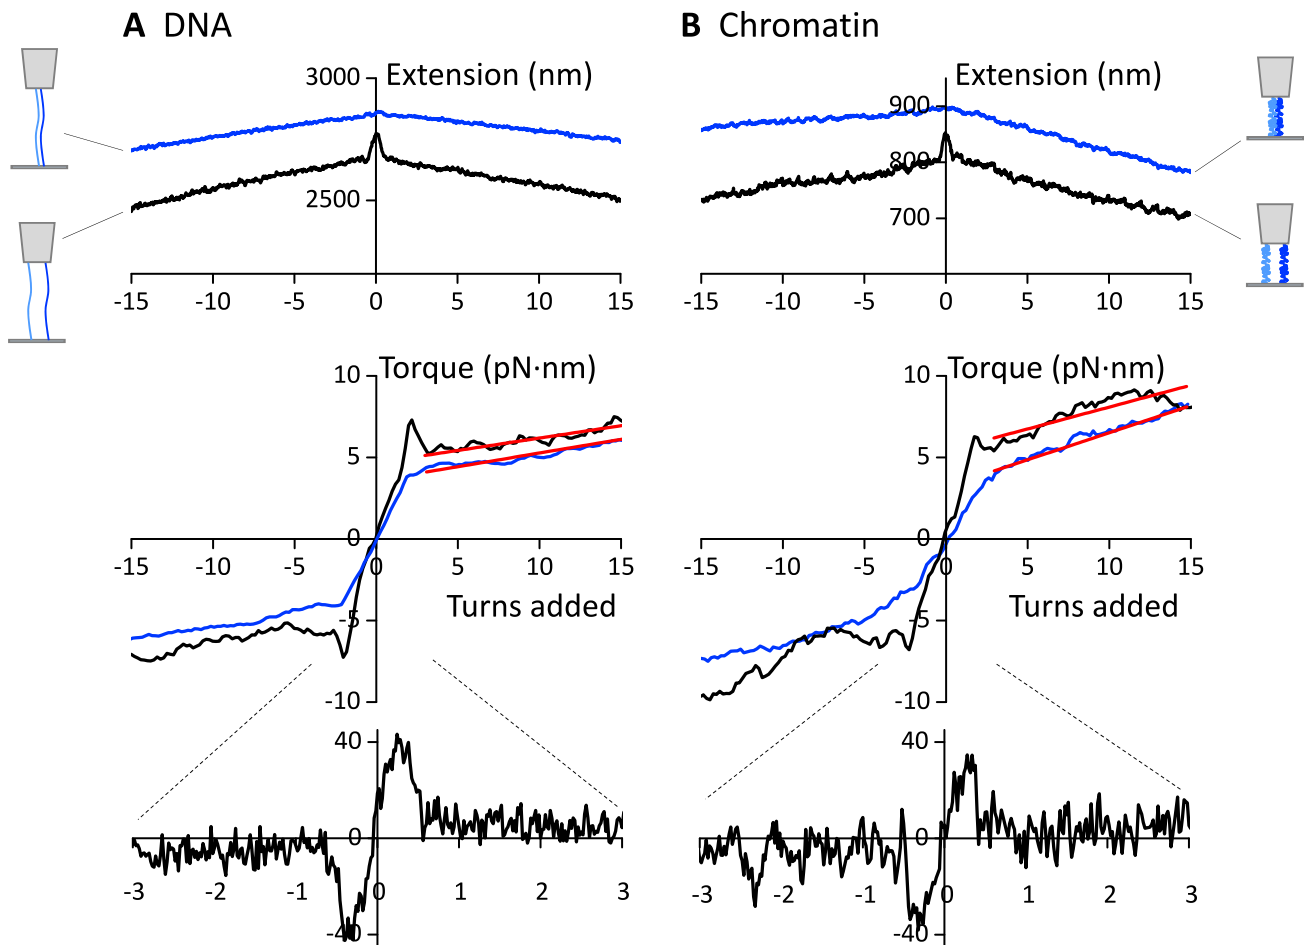 A DNA
B Chromatin
3000
Extension (nm)
2500
-15 -10 -5 0 5 10 15
Extension (nm)
900
800
700
-15 -10 -5 0 5 10 15
10
Torque (pN·nm)
5
0
-15 -10 -5 0 5 10 15
Turns added
-5
-10
10
Torque (pN·nm)
5
0
-15 -10 -5 0 5 10 15
Turns added
-5
-10
40
0
-3 -2 -1 0 1 2 3
-40
40
0
-3 -2 -1 0 1 2 3
-40